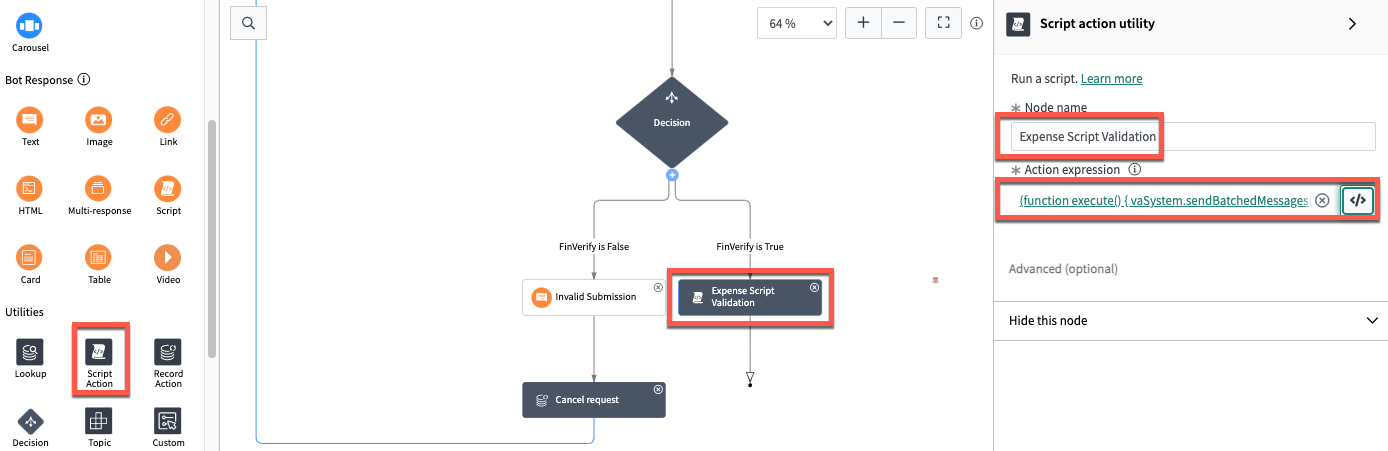 Carousel
Bot Response
Text
Image
Link
HTML
Multi-response
Script
Card
Table
Video
Utilities
Lookup
Script
Action
Record
Action
Decision
Topic
Custom
64 %
Decision
FinVerify is False
FinVerify is True
Invalid Submission
Expense Script
Validation
Cancel request
Script action utility
Run a script. Learn more
Node name
Expense Script Validation
Action expression
(function execute() { vaSystem.sendBatchedMessages
Advanced (optional)
Hide this node